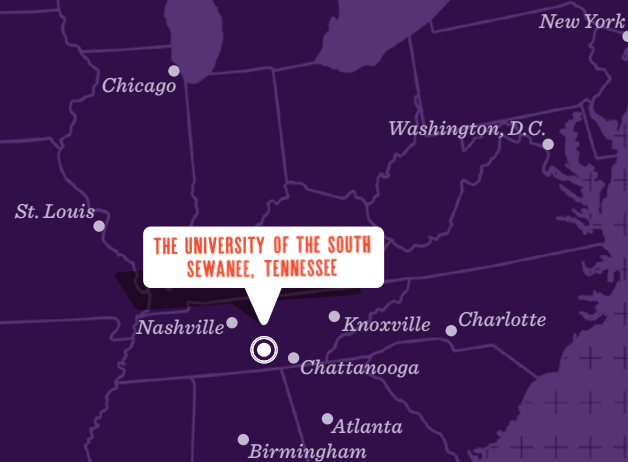 New York
Chicago
Washington, D.C.
St. Louis
THE UNIVERSITY OF THE SOUTH
SEWANEE, TENNESSEE
Nashville
Knoxville
Charlotte
Chattanooga
Atlanta
Birmingham